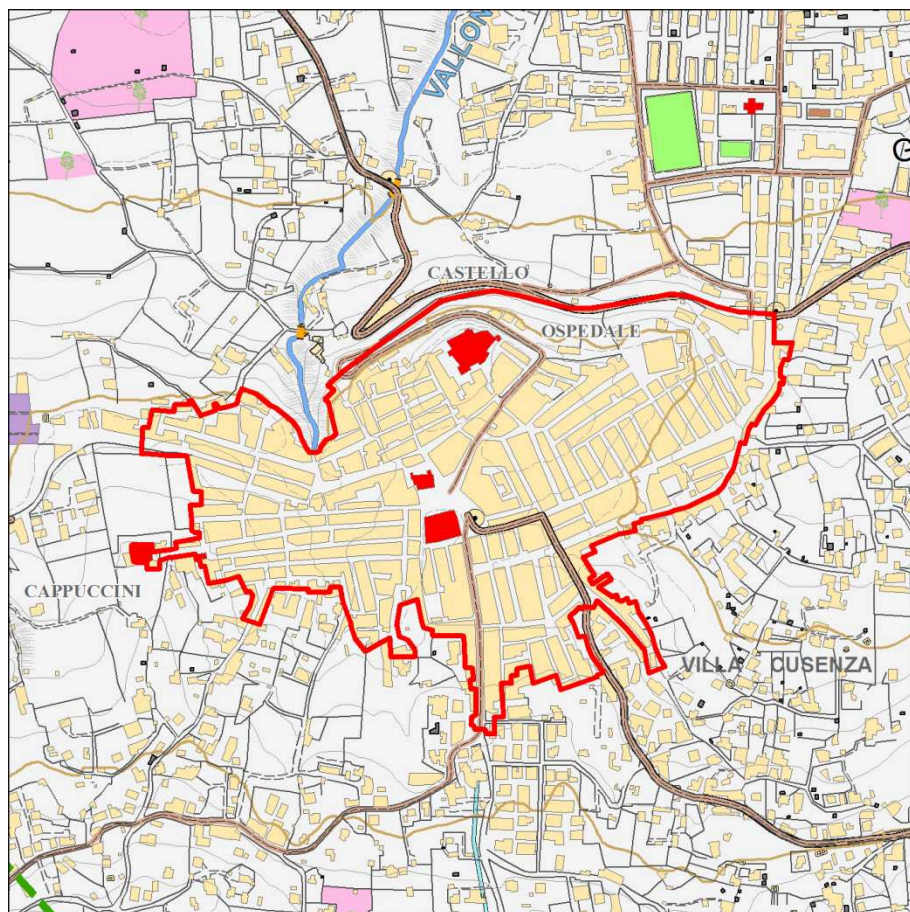 VALLON
CASTELLO
OSPEDALE
CAPPUCCINI
VILLA CUSENZA